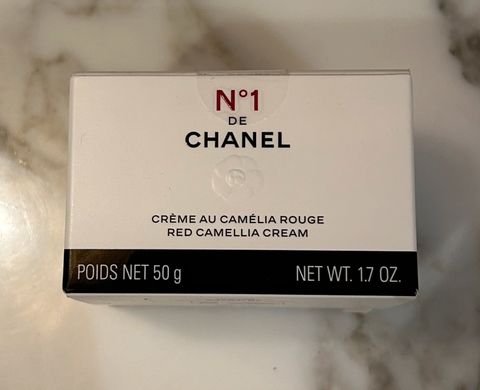 N°1
DE
CHANEL
CRÈME AU CAMÉLIA ROUGE
RED CAMELLIA CREAM
POIDS NET 50 g NET WT. 1.7 OZ.